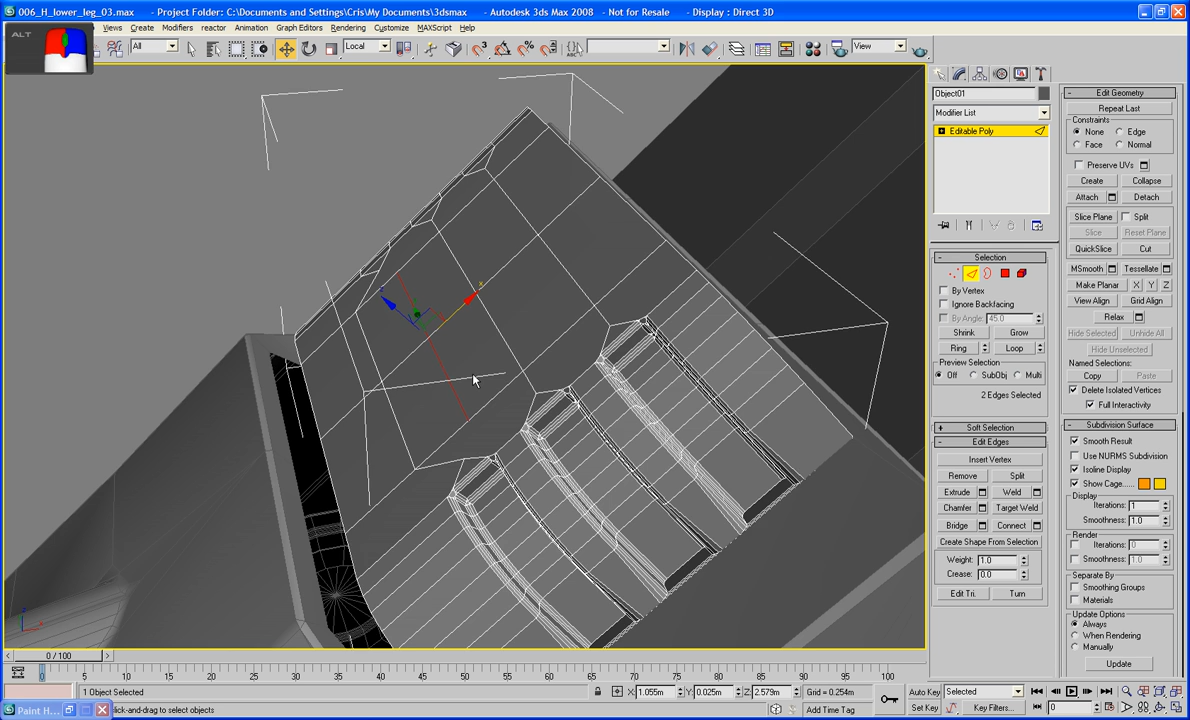 006_H_lower_leg_03.max - Project Folder: C:\Documents and Settings\Cris\My Documents\3dsmax - Autodesk 3ds Max 2008 - Not for Resale - Display : Direct 3D
Views Create Modifiers reactor Animation Graph Editors Rendering Customize MAXScript Help
ALT
All
Local
View
Object01
Modifier List
Editable Poly
Selection
By Vertex
Ignore Backfacing
By Angle: 45.0
Shrink Grow
Ring Loop
Preview Selection
Off SubObj Multi
2 Edges Selected
Soft Selection
Edit Edges
Insert Vertex
Remove Split
Extrude Weld
Chamfer Target Weld
Bridge Connect
Create Shape From Selection
Weight: 1.0
Crease: 0.0
Edit Tri. Turn
Edit Geometry
Repeat Last
Constraints
None Edge
Face Normal
Preserve UVs
Create Collapse
Attach Detach
Slice Plane Split
Slice Reset Plane
QuickSlice Cut
MSmooth Tessellate
Make Planar X Y Z
View Align Grid Align
Relax
Hide Selected Unhide All
Hide Unselected
Named Selections:
Copy Paste
Delete Isolated Vertices
Full Interactivity
Subdivision Surface
Smooth Result
Use NURMS Subdivision
Isoline Display
Show Cage......
Display
Iterations: 1
Smoothness: 1.0
Render
Iterations: 0
Smoothness: 1.0
Separate By
Smoothing Groups
Materials
Update Options
Always
When Rendering
Manually
Update
z
x
0 / 100
0 5 10 15 20 25 30 35 40 45 50 55 60 65 70 75 80 85 90 95 100
1 Object Selected
X: 1.055m Y: 0.025m Z: 2.579m Grid = 0.254m
Auto Key Selected
Set Key Key Filters...
0
Paint H...
lick-and-drag to select objects
Add Time Tag